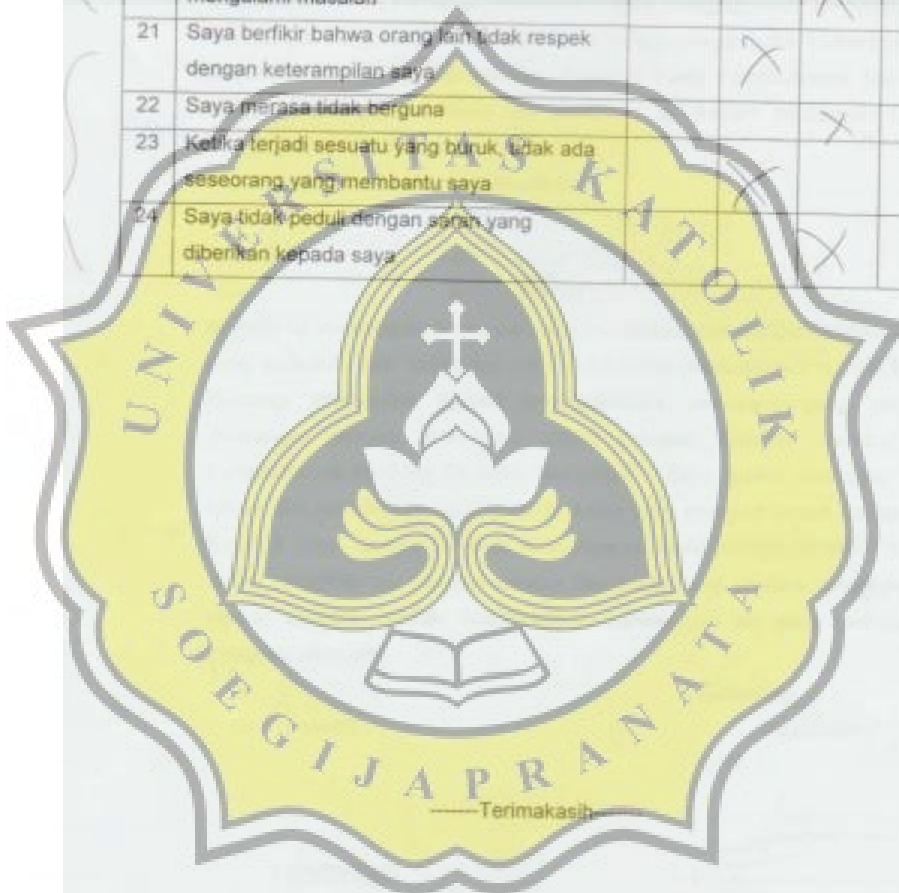 mengalami masalah
21 Saya berfikir bahwa orang lain tidak respek
dengan keterampilan saya
22 Saya merasa tidak berguna
23 Ketika terjadi sesuatu yang buruk, tidak ada
seseorang yang membantu saya
24 Saya tidak peduli dengan saran yang
diberikan kepada saya
UNIVERSITAS KATOLIK
SOEGIJAPRANATA
-------Terimakasih-------